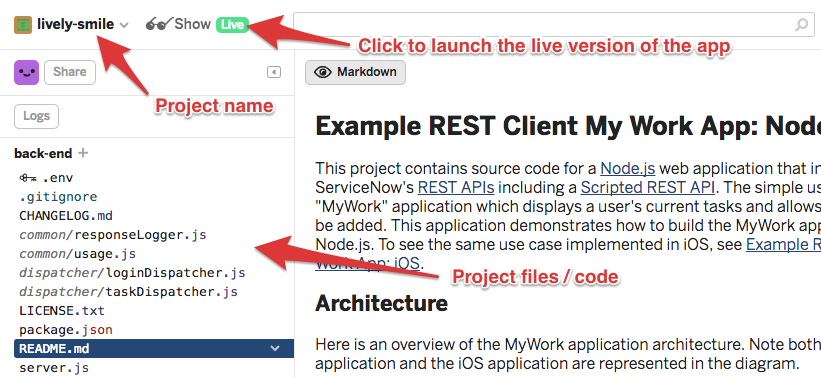 lively-smile
Show Live
Click to launch the live version of the app
Share
Markdown
Project name
Logs
Example REST Client My Work App: Node
back-end +
This project contains source code for a Node.js web application that in
.env
ServiceNow's REST APIs including a Scripted REST API. The simple us
.gitignore
"MyWork" application which displays a user's current tasks and allows
CHANGELOG.md
be added. This application demonstrates how to build the MyWork app
common/responseLogger.js
Node.js. To see the same use case implemented in iOS, see Example R
common/usage.js
Work App: iOS.
dispatcher/loginDispatcher.js
Project files / code
dispatcher/taskDispatcher.js
LICENSE.txt
Architecture
package.json
README.md
Here is an overview of the MyWork application architecture. Note both
server.js
application and the iOS application are represented in the diagram.